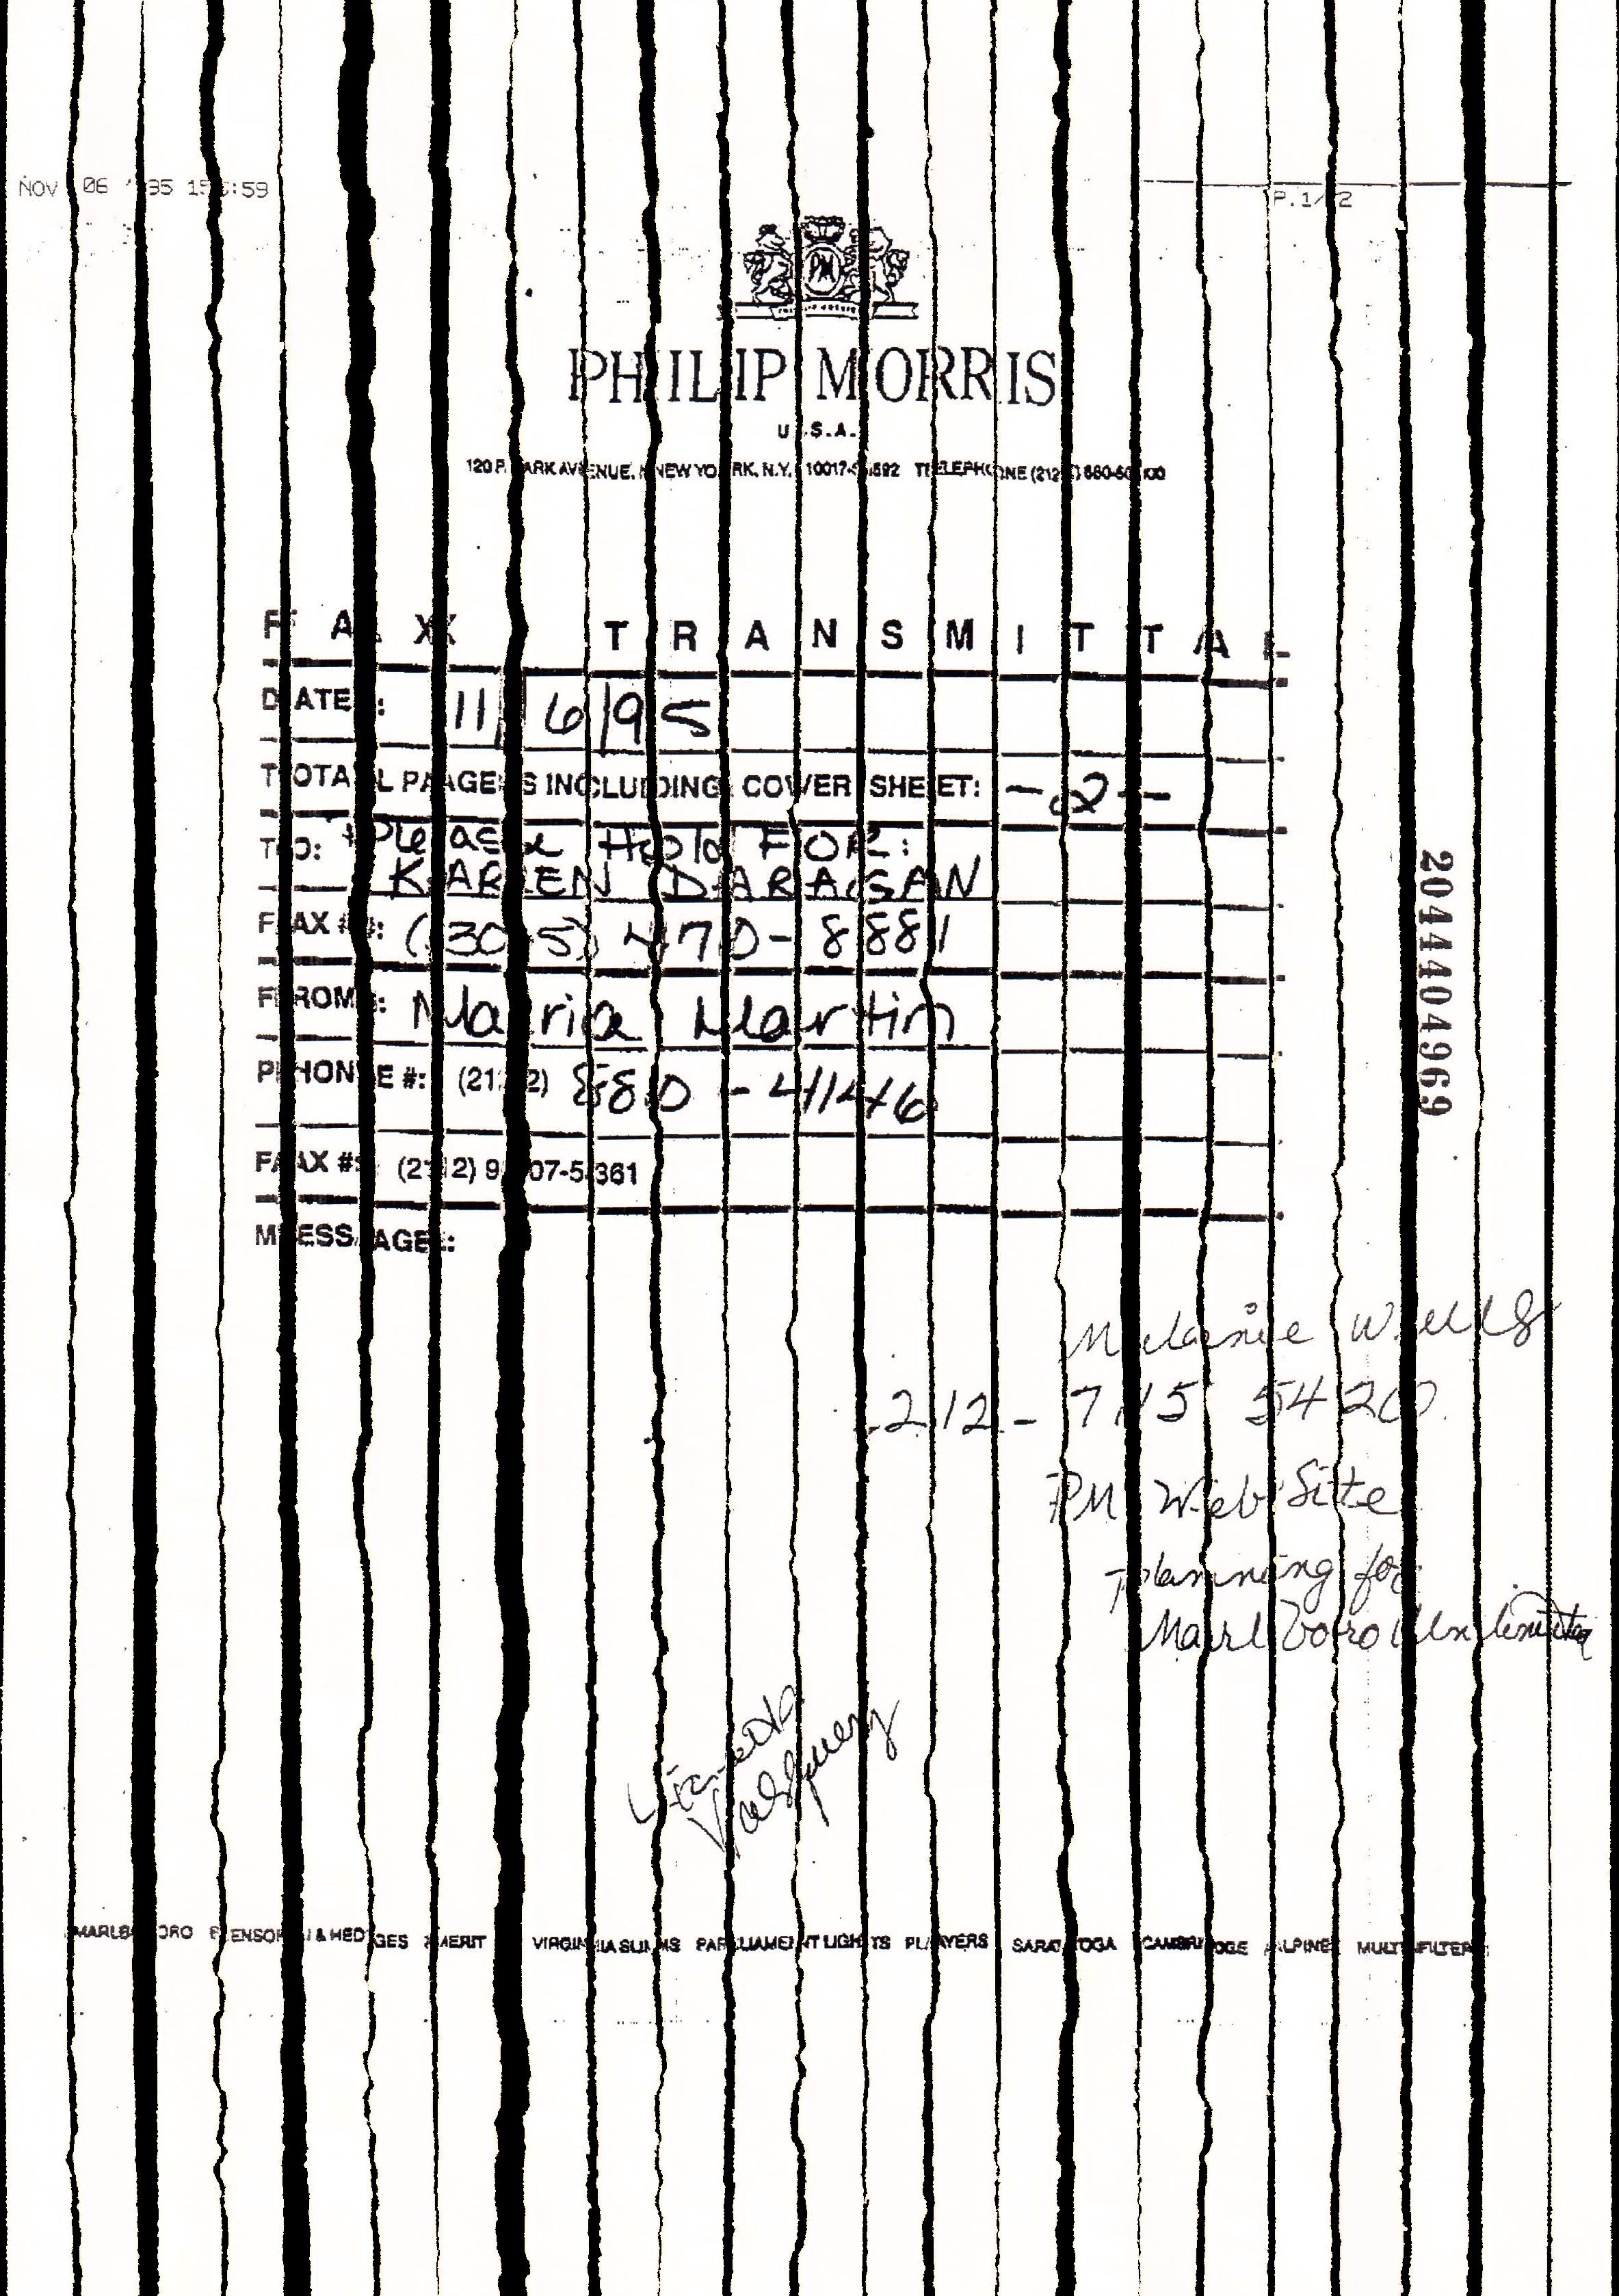 NOV 06 '95 15:59
P.1/2
PM
PHILIP MORRIS
U.S.A.
120 PARK AVENUE, NEW YORK, N.Y. 10017-5592 TELEPHONE (212) 880-5000
FAX TRANSMITTAL
DATE: 11/6/95
TOTAL PAGES INCLUDING COVER SHEET: -2-
TO: *Please Hold FOR:
KAREN DARAGAN
FAX #: (305) 470-8881
FROM: Maria Martin
PHONE #: (212) 880-4146
FAX #: (212) 907-5361
MESSAGE:
2044404969
Melanie Wells
212-715 5420
PM Web Site
Planning for
Marlboro Unlimited
Vasquez
MARLBORO BENSON & HEDGES MERIT VIRGINIA SLIMS PARLIAMENT LIGHTS PLAYERS SARATOGA CAMBRIDGE ALPINE MULTIFILTER